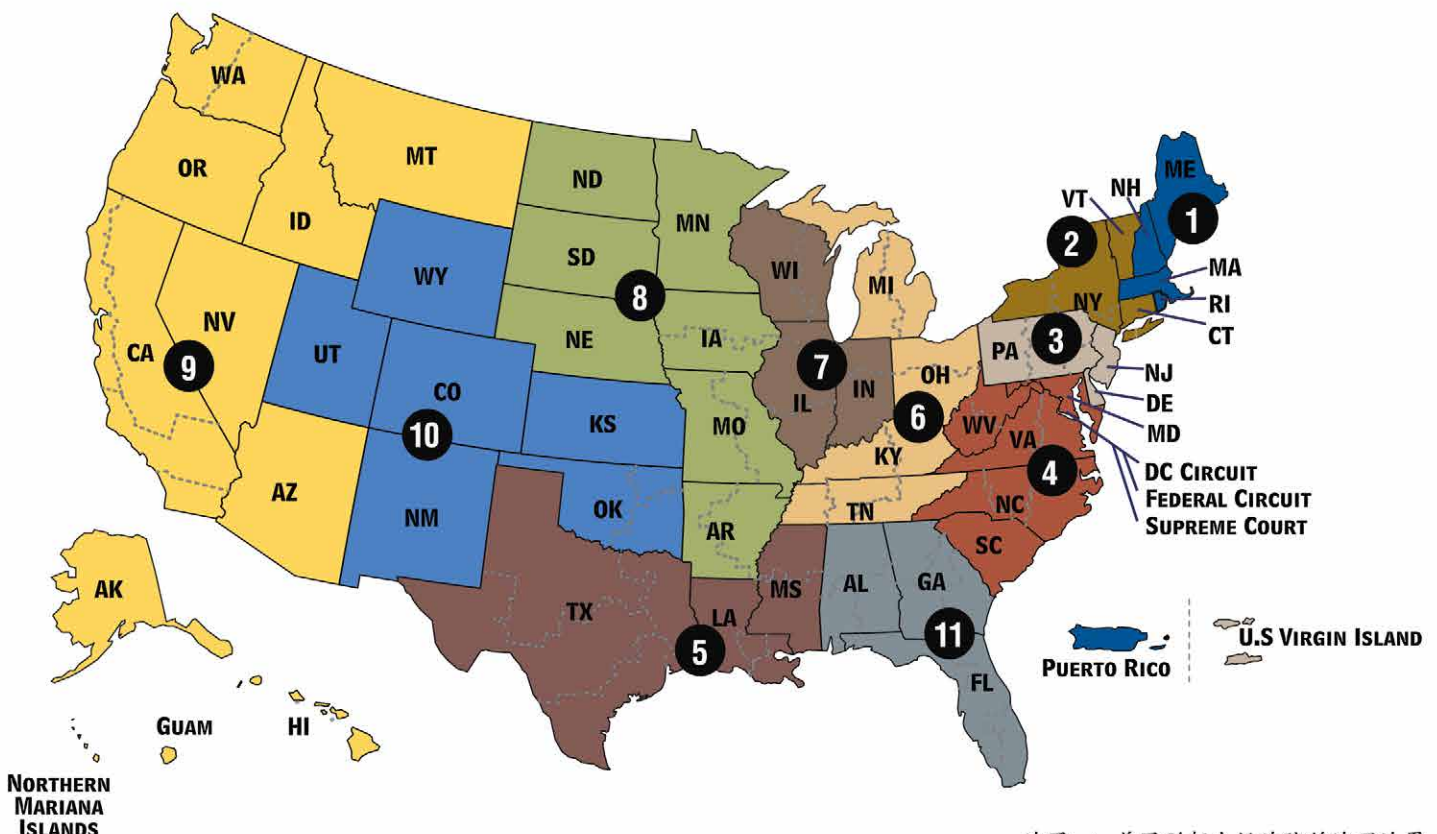 WA
MT
ND
MN
OR
ID
SD
WI
MI
VT
NH
ME
1
2
MA
RI
CT
NY
WY
8
NE
IA
NV
CA
9
UT
CO
10
KS
MO
7
IL
IN
OH
6
KY
PA
3
NJ
DE
MD
WV
VA
4
DC CIRCUIT
FEDERAL CIRCUIT
SUPREME COURT
AZ
NM
OK
AR
TN
NC
SC
AK
TX
5
LA
MS
AL
GA
11
FL
PUERTO RICO
U.S VIRGIN ISLAND
GUAM
HI
NORTHERN
MARIANA
ISLANDS